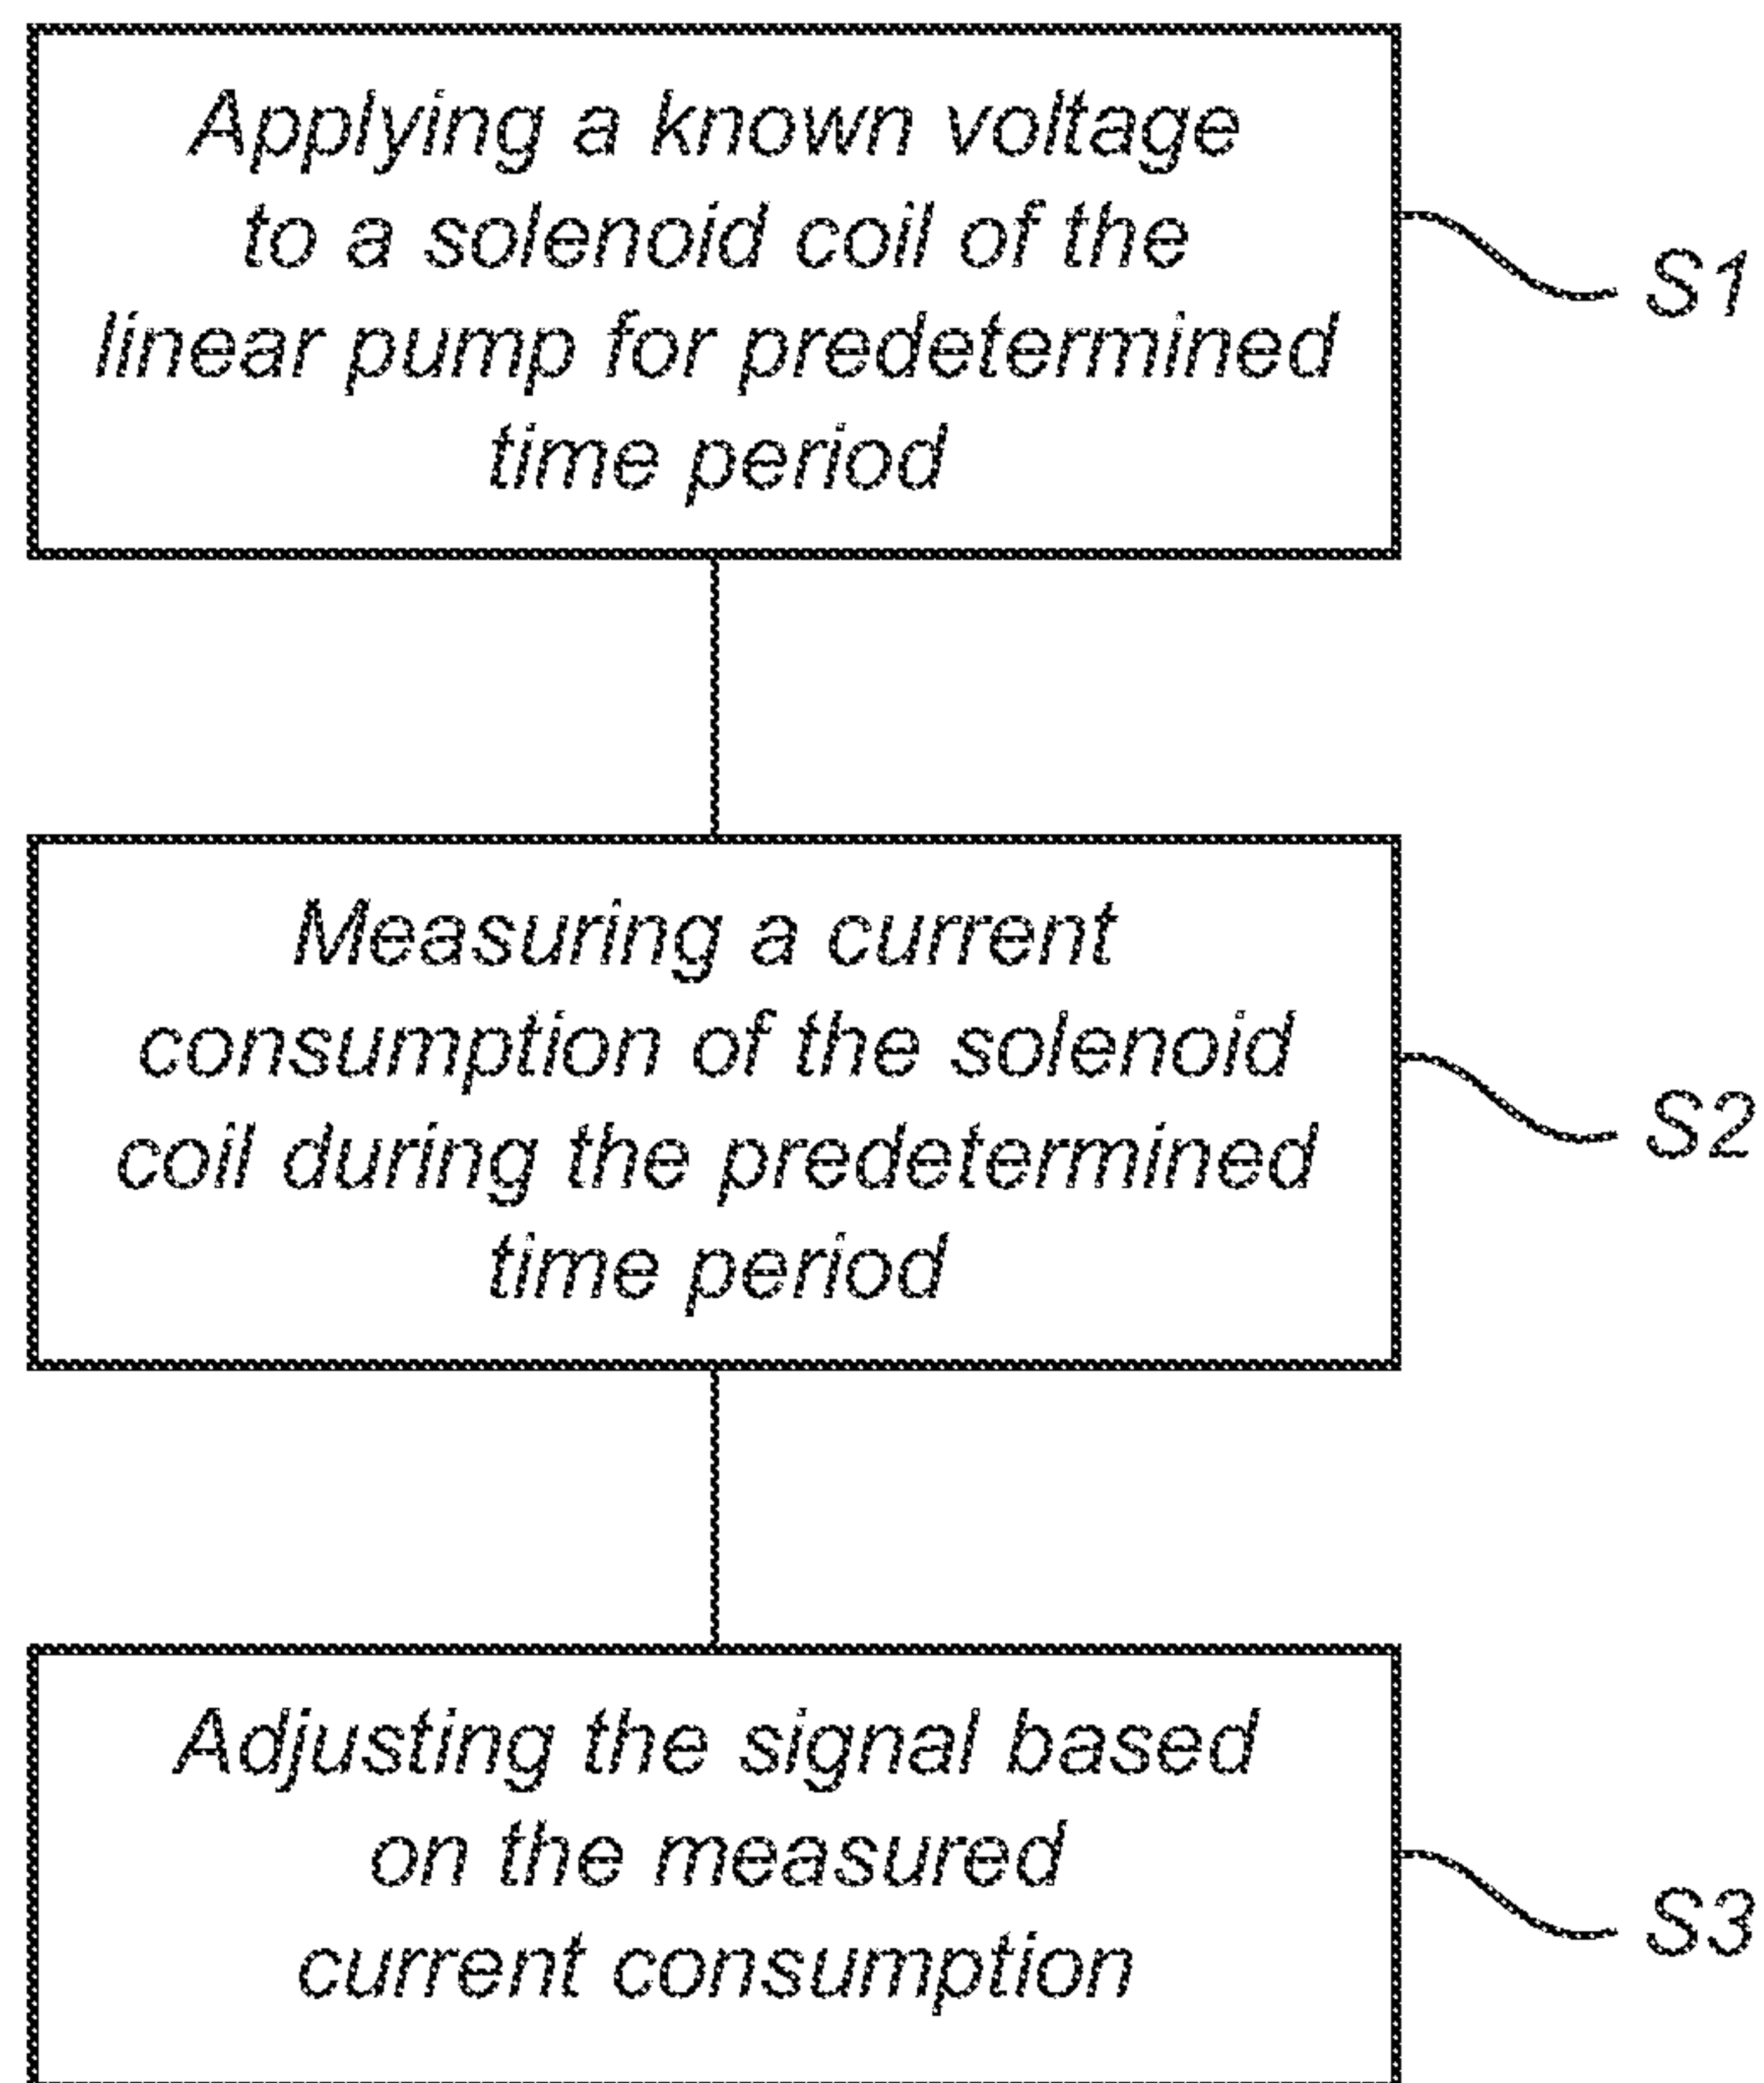 Applying a known voltage
to a solenoid coil of the
linear pump for predetermined
time period
S1
Measuring a current
consumption of the solenoid
coil during the predetermined
time period
S2
Adjusting the signal based
on the measured
current consumption
S3